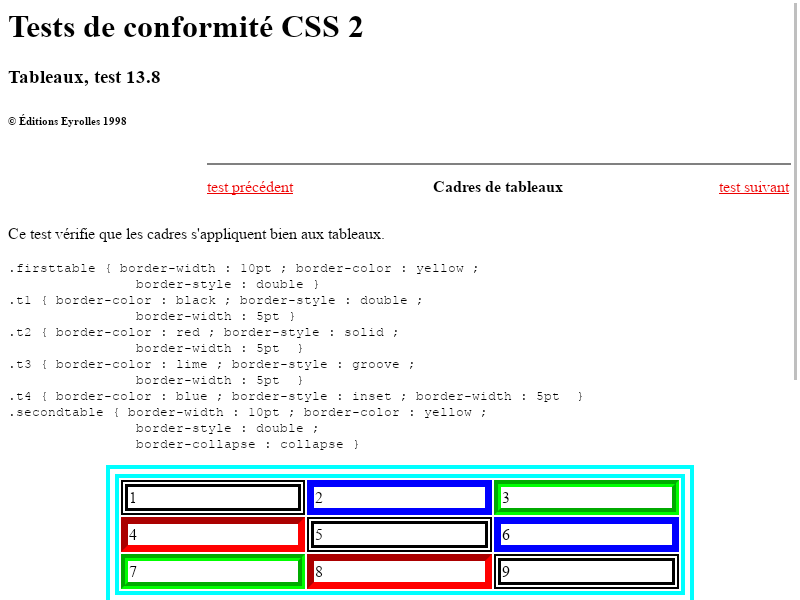 Tests de conformité CSS 2
Tableaux, test 13.8
© Éditions Eyrolles 1998
test précédent Cadres de tableaux test suivant
Ce test vérifie que les cadres s'appliquent bien aux tableaux.
.firsttable { border-width : 10pt ; border-color : yellow ;
border-style : double }
.t1 { border-color : black ; border-style : double ;
border-width : 5pt }
.t2 { border-color : red ; border-style : solid ;
border-width : 5pt  }
.t3 { border-color : lime ; border-style : groove ;
border-width : 5pt  }
.t4 { border-color : blue ; border-style : inset ; border-width : 5pt  }
.secondtable { border-width : 10pt ; border-color : yellow ;
border-style : double ;
border-collapse : collapse }
1 2 3
4 5 6
7 8 9